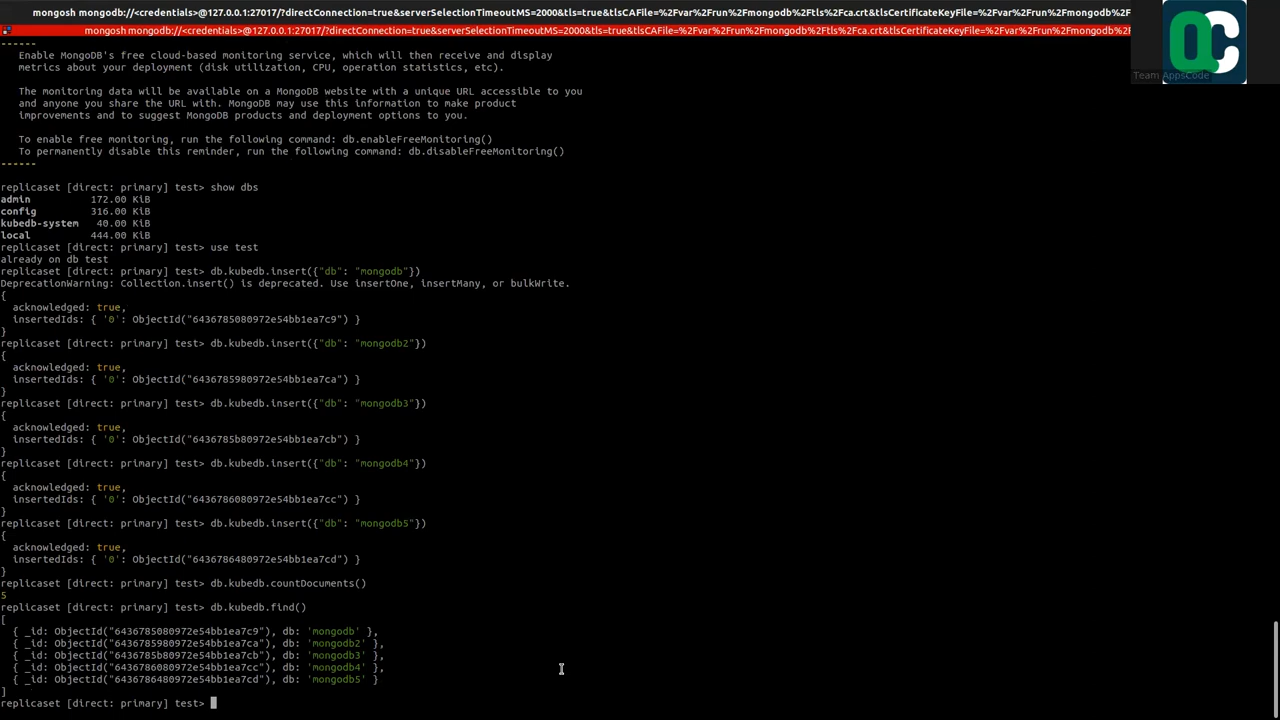 mongosh mongodb://<credentials>@127.0.0.1:27017/?directConnection=true&serverSelectionTimeoutMS=2000&tls=true&tlsCAFile=%2Fvar%2Frun%2Fmongodb%2Ftls%2Fca.crt&tlsCertificateKeyFile=%2Fvar%2Frun%2Fmongodb%2F
mongosh mongodb://<credentials>@127.0.0.1:27017/?directConnection=true&serverSelectionTimeoutMS=2000&tls=true&tlsCAFile=%2Fvar%2Frun%2Fmongodb%2Ftls%2Fca.crt&tlsCertificateKeyFile=%2Fvar%2Frun%2Fmongodb%2F
Team AppsCode
------
Enable MongoDB's free cloud-based monitoring service, which will then receive and display
metrics about your deployment (disk utilization, CPU, operation statistics, etc).
The monitoring data will be available on a MongoDB website with a unique URL accessible to you
and anyone you share the URL with. MongoDB may use this information to make product
improvements and to suggest MongoDB products and deployment options to you.
To enable free monitoring, run the following command: db.enableFreeMonitoring()
To permanently disable this reminder, run the following command: db.disableFreeMonitoring()
------
replicaset [direct: primary] test> show dbs
admin 172.00 KiB
config 316.00 KiB
kubedb-system 40.00 KiB
local 444.00 KiB
replicaset [direct: primary] test> use test
already on db test
replicaset [direct: primary] test> db.kubedb.insert({"db": "mongodb"})
DeprecationWarning: Collection.insert() is deprecated. Use insertOne, insertMany, or bulkWrite.
{
acknowledged: true,
insertedIds: { '0': ObjectId("6436785080972e54bb1ea7c9") }
}
replicaset [direct: primary] test> db.kubedb.insert({"db": "mongodb2"})
{
acknowledged: true,
insertedIds: { '0': ObjectId("6436785980972e54bb1ea7ca") }
}
replicaset [direct: primary] test> db.kubedb.insert({"db": "mongodb3"})
{
acknowledged: true,
insertedIds: { '0': ObjectId("6436785b80972e54bb1ea7cb") }
}
replicaset [direct: primary] test> db.kubedb.insert({"db": "mongodb4"})
{
acknowledged: true,
insertedIds: { '0': ObjectId("6436786080972e54bb1ea7cc") }
}
replicaset [direct: primary] test> db.kubedb.insert({"db": "mongodb5"})
{
acknowledged: true,
insertedIds: { '0': ObjectId("6436786480972e54bb1ea7cd") }
}
replicaset [direct: primary] test> db.kubedb.countDocuments()
5
replicaset [direct: primary] test> db.kubedb.find()
[
{ _id: ObjectId("6436785080972e54bb1ea7c9"), db: 'mongodb' },
{ _id: ObjectId("6436785980972e54bb1ea7ca"), db: 'mongodb2' },
{ _id: ObjectId("6436785b80972e54bb1ea7cb"), db: 'mongodb3' },
{ _id: ObjectId("6436786080972e54bb1ea7cc"), db: 'mongodb4' },
{ _id: ObjectId("6436786480972e54bb1ea7cd"), db: 'mongodb5' }
]
replicaset [direct: primary] test>